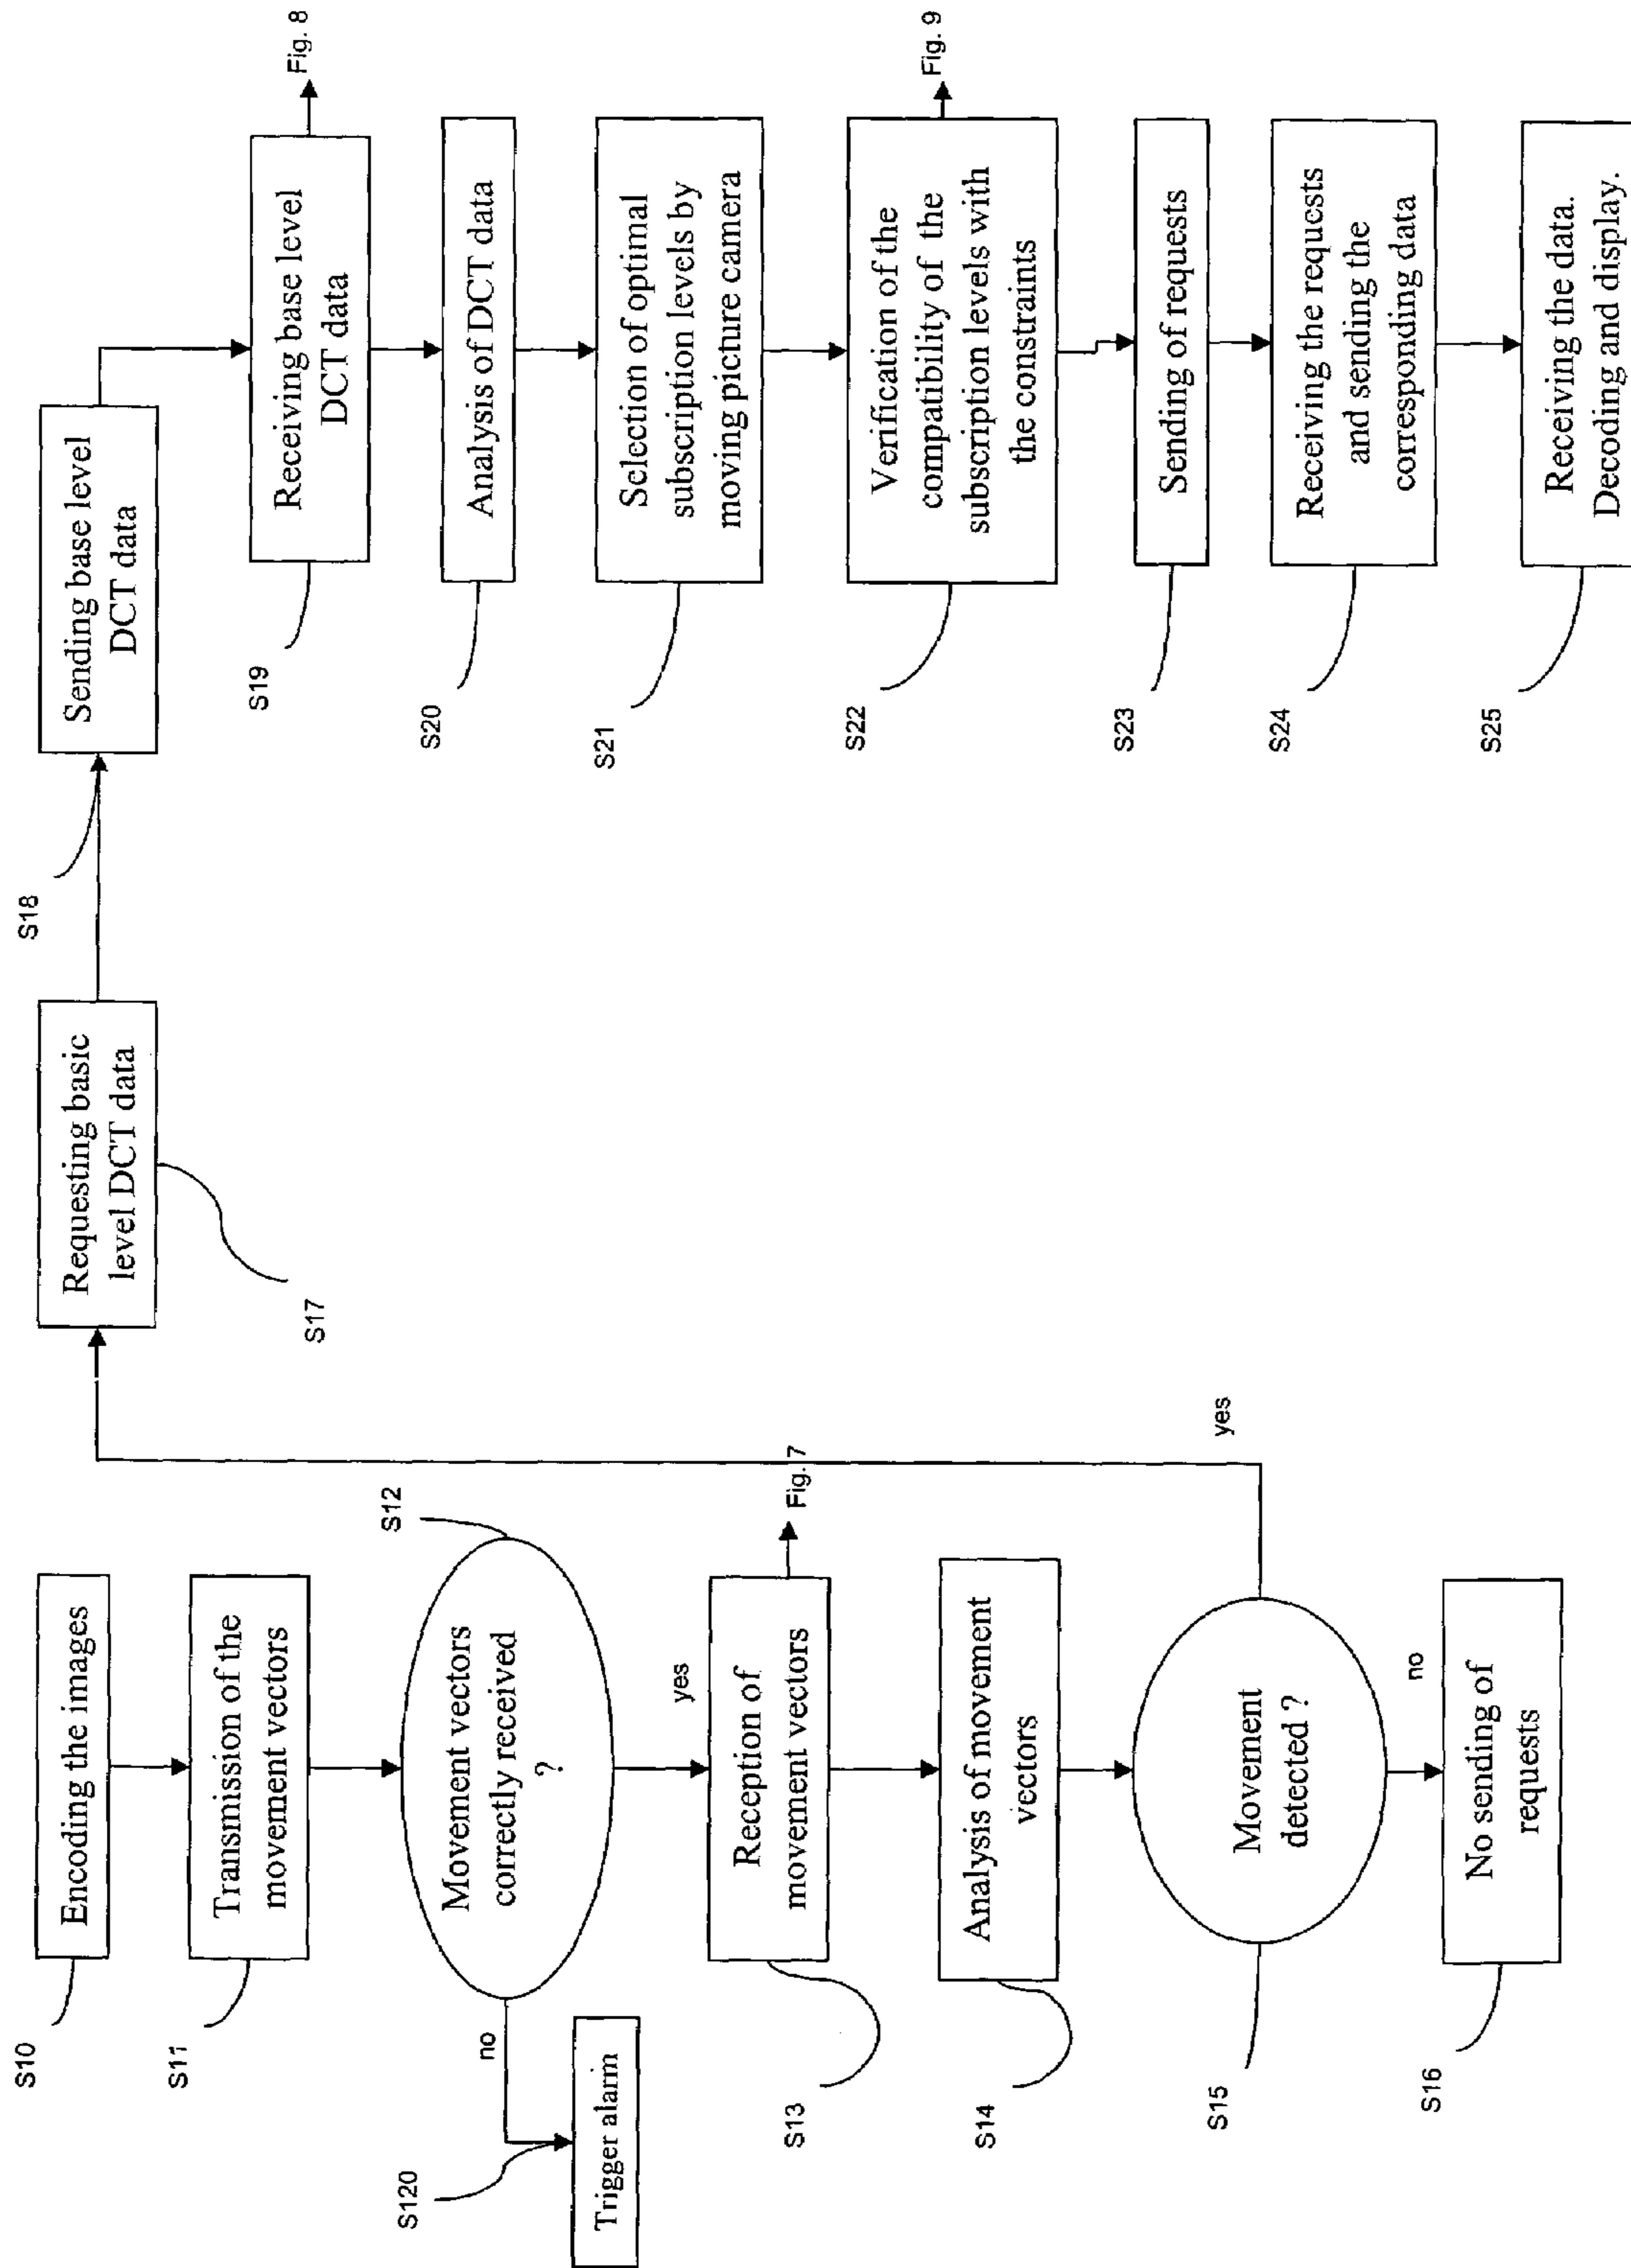 S10
Encoding the images
S11
Transmission of the
movement vectors
S12
Movement vectors
correctly received
?
no
S120
Trigger alarm
yes
S13
Reception of
movement vectors
Fig. 7
S14
Analysis of movement
vectors
S15
Movement
detected ?
yes
no
S16
No sending of
requests
S17
Requesting basic
level DCT data
S18
Sending base level
DCT data
S19
Receiving base level
DCT data
Fig. 8
S20
Analysis of DCT data
S21
Selection of optimal
subscription levels by
moving picture camera
S22
Verification of the
compatibility of the
subscription levels with
the constraints
Fig. 9
S23
Sending of requests
S24
Receiving the requests
and sending the
corresponding data
S25
Receiving the data.
Decoding and display.